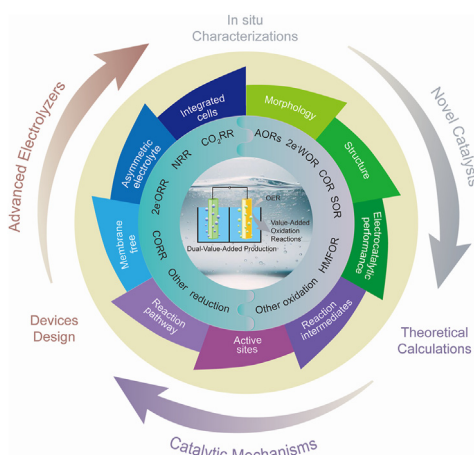 In situ
Characterizations
Novel Catalysts
Theoretical
Calculations
Catalytic Mechanisms
Devices
Design
Advanced Electrolyzers
Integrated
cells
Morphology
Structure
Electrocatalytic
performance
Reaction
intermediates
Active
sites
Reaction
pathway
Membrane
free
Asymmetric
electrolyte
CO2RR
NRR
2e-ORR
CORR
Other reduction
AORs
2e-WOR
COR
SOR
HMFOR
Other oxidation
OER
Value-Added
Oxidation
Reactions
Dual-Value-Added Production